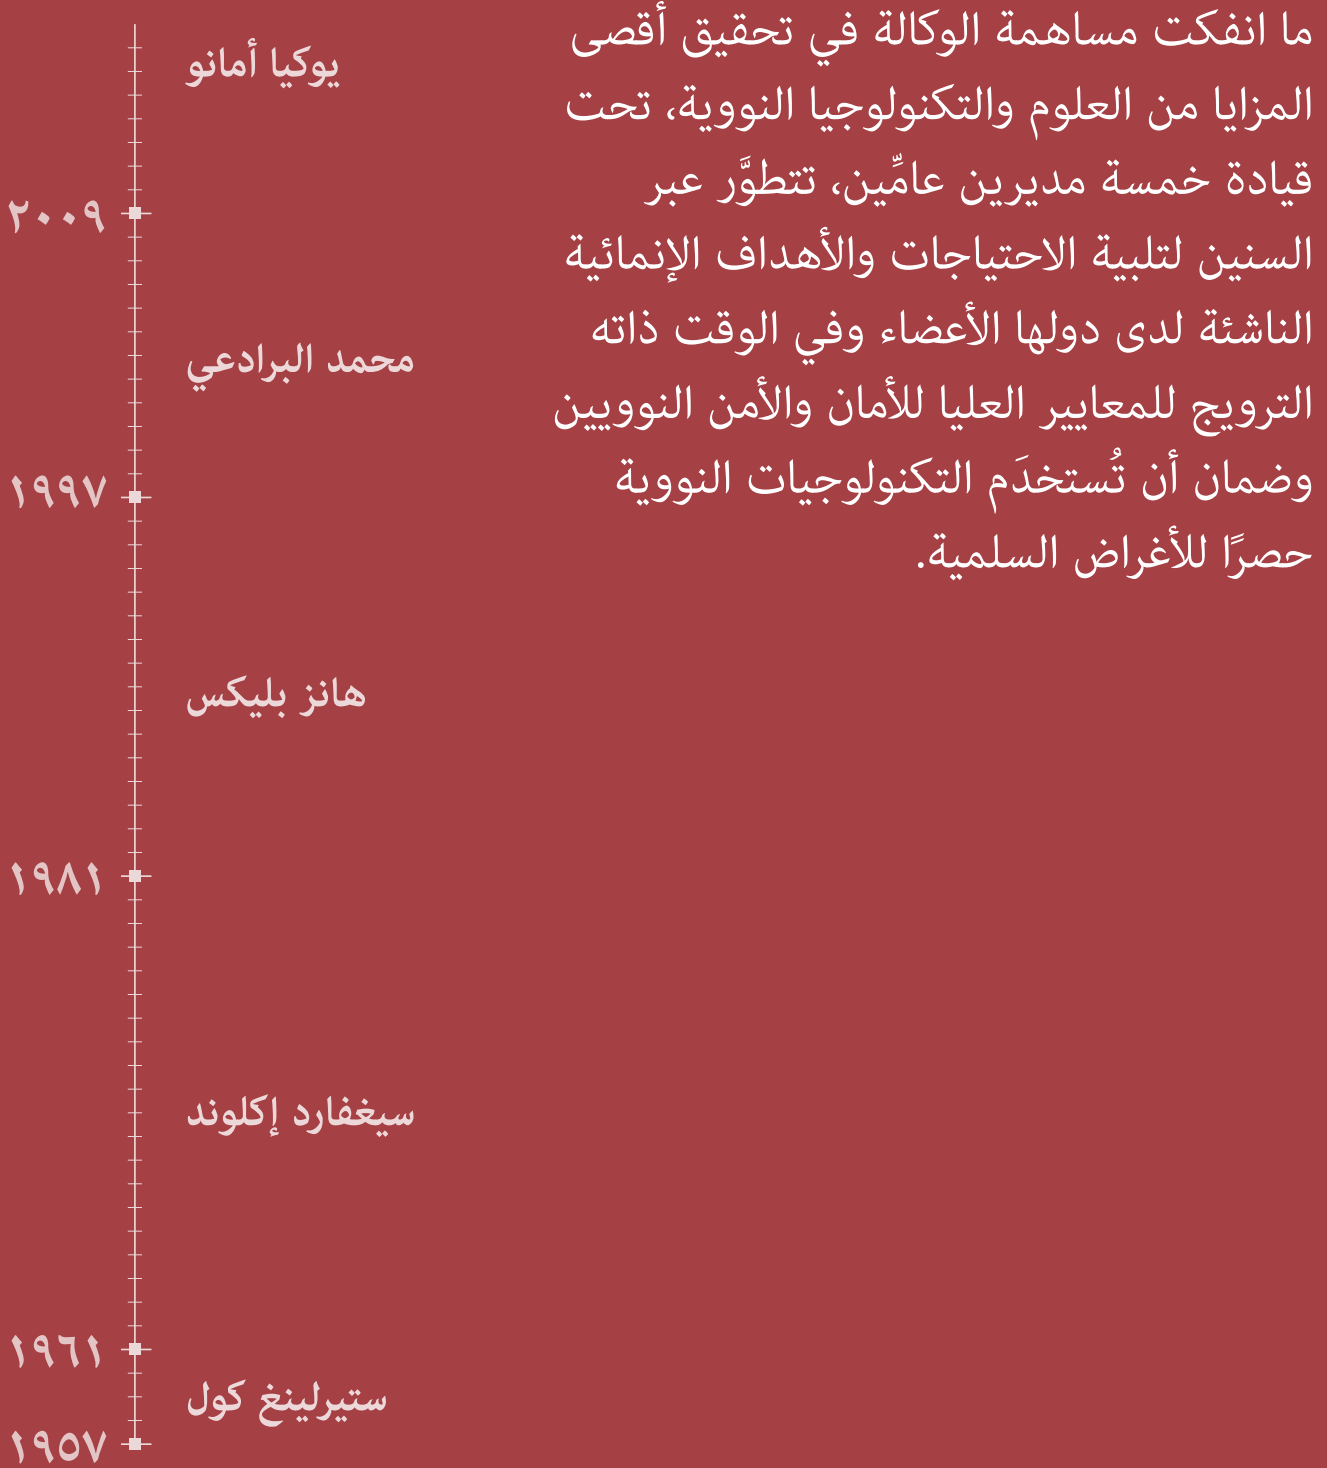 ما انفكت مساهمة الوكالة في تحقيق أقصى
المزايا من العلوم والتكنولوجيا النووية، تحت
قيادة خمسة مديرين عامِّين، تتطوَّر عبر
السنين لتلبية الاحتياجات والأهداف الإنمائية
الناشئة لدى دولها الأعضاء وفي الوقت ذاته
الترويج للمعايير العليا للأمان والأمن النوويين
وضمان أن تُستخدَم التكنولوجيات النووية
حصرًا للأغراض السلمية.
يوكيا أمانو
٢٠٠٩
محمد البرادعي
١٩٩٧
هانز بليكس
١٩٨١
سيغفارد إكلوند
١٩٦١
ستيرلينغ كول
١٩٥٧